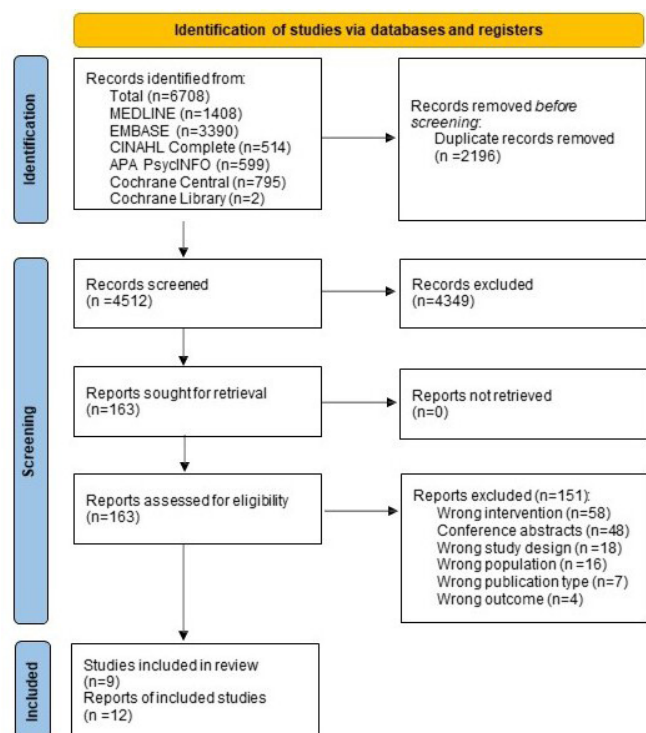 Identification of studies via databases and registers
Identification
Records identified from:
Total (n=6708)
MEDLINE (n=1408)
EMBASE (n=3390)
CINAHL Complete (n=514)
APA PsycINFO (n=599)
Cochrane Central (n=795)
Cochrane Library (n=2)
Records removed before
screening:
Duplicate records removed
(n =2196)
Screening
Records screened
(n =4512)
Records excluded
(n=4349)
Reports sought for retrieval
(n=163)
Reports not retrieved
(n=0)
Reports assessed for eligibility
(n=163)
Reports excluded (n=151):
Wrong intervention (n=58)
Conference abstracts (n=48)
Wrong study design (n=18)
Wrong population (n =16)
Wrong publication type (n=7)
Wrong outcome (n=4)
Included
Studies included in review
(n=9)
Reports of included studies
(n =12)